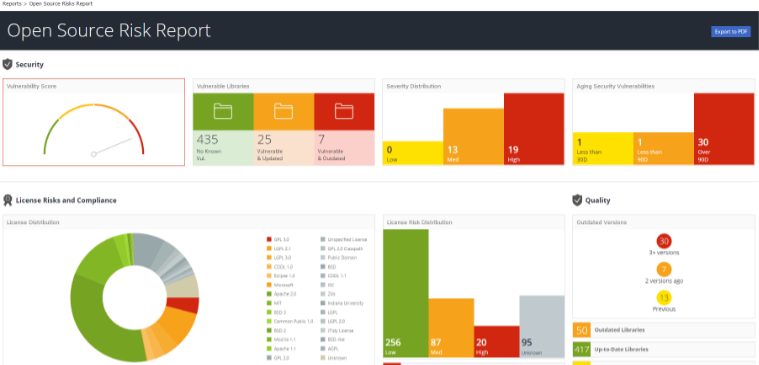 Reports > Open Source Risks Report
Open Source Risk Report
Export to PDF
Security
Vulnerability Score
Vulnerable Libraries
435
No Known
Vul.
25
Vulnerable
& Updated
7
Vulnerable
& Outdated
Severity Distribution
0
Low
13
Med
19
High
Aging Security Vulnerabilities
1
Less than
30D
1
Less than
90D
30
Over
90D
License Risks and Compliance
License Distribution
GPL 3.0
LGPL 2.1
LGPL 3.0
CDDL 1.0
Eclipse 1.0
Microsoft
Apache 2.0
MIT
BSD 3
Common Public 1.0
BSD 2
Mozilla 1.1
Apache 1.1
GPL 2.0
Unspecified License
GPL 2.0 Classpath
Public Domain
BSD
CDDL 1.1
Zlib
Indiana University
LGPL
LGPL 2.0
AGPL
Unknown
License Risk Distribution
256
Low
87
Med
20
High
95
Unknown
Quality
Outdated Versions
30
3+ versions
7
2 versions ago
13
Previous
50 Outdated Libraries
417 Up-to-Date Libraries